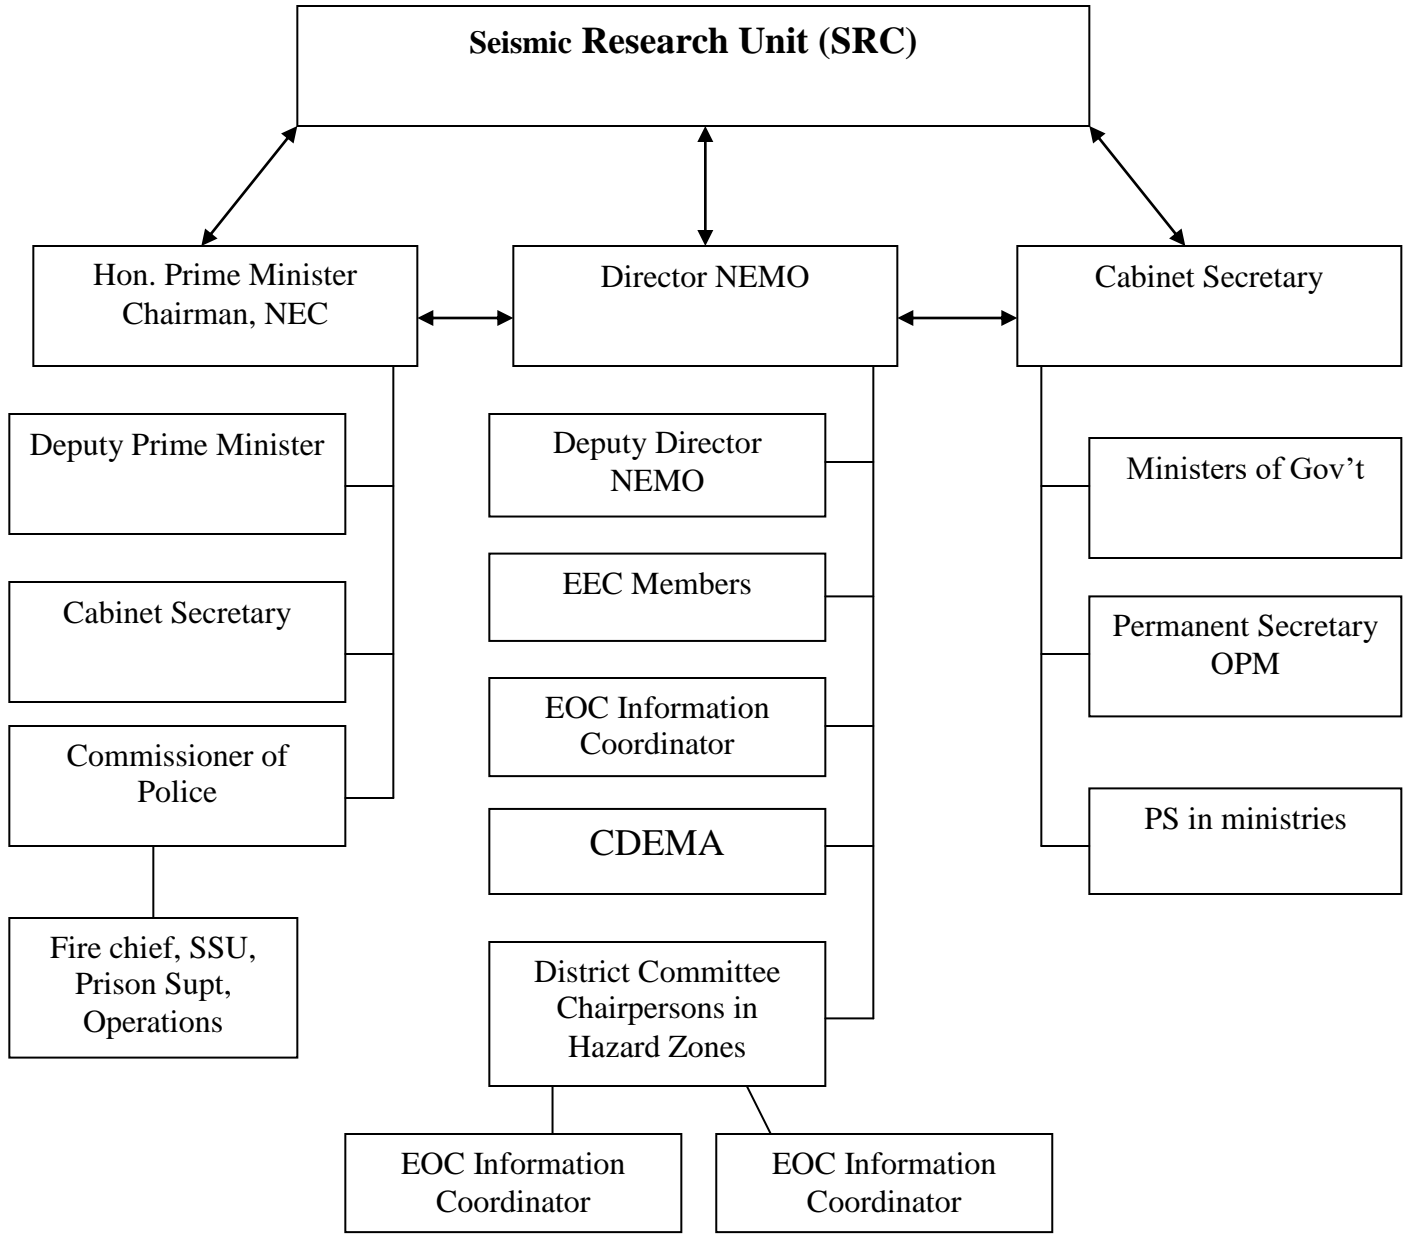 Seismic Research Unit (SRC)
Hon. Prime Minister
Chairman, NEC
Director NEMO
Cabinet Secretary
Deputy Prime Minister
Cabinet Secretary
Commissioner of
Police
Fire chief, SSU,
Prison Supt,
Operations
Deputy Director
NEMO
EEC Members
EOC Information
Coordinator
CDEMA
District Committee
Chairpersons in
Hazard Zones
EOC Information
Coordinator
EOC Information
Coordinator
Ministers of Gov’t
Permanent Secretary
OPM
PS in ministries